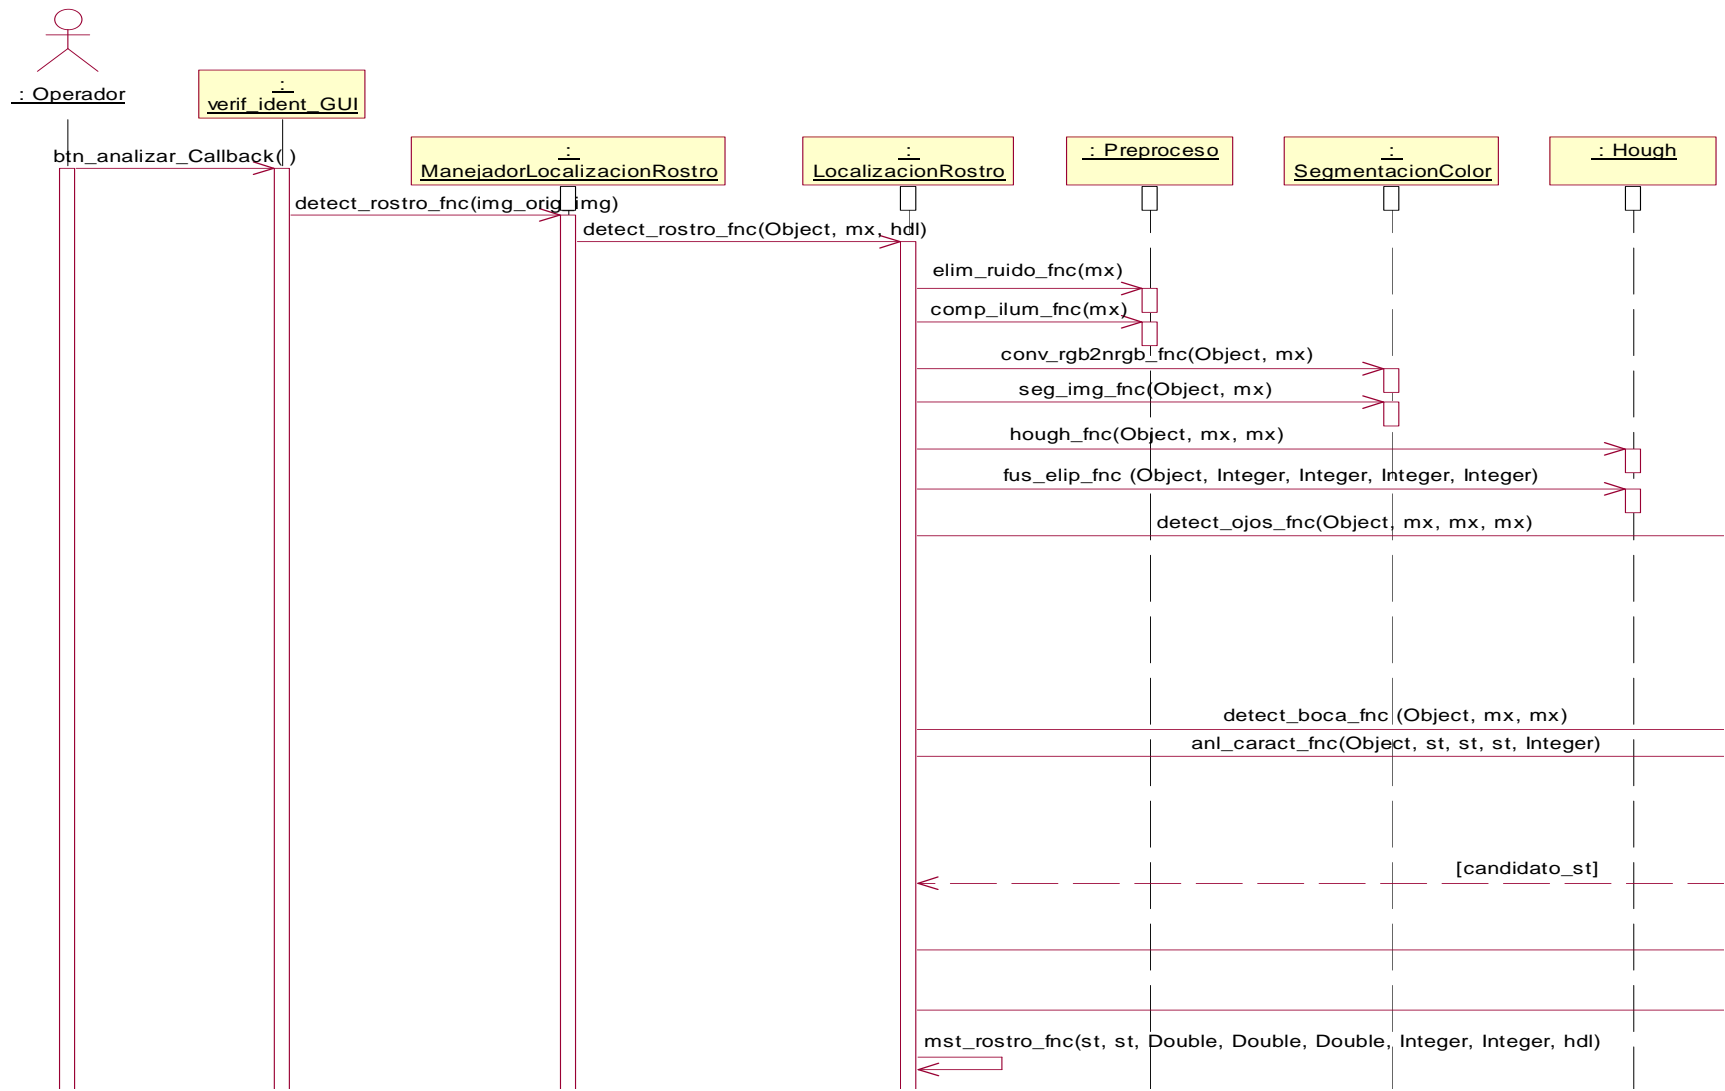 : Operador
:
verif_ident_GUI
:
ManejadorLocalizacionRostro
:
LocalizacionRostro
: Preproceso
:
SegmentacionColor
: Hough
btn_analizar_Callback( )
detect_rostro_fnc(img_orig_img)
detect_rostro_fnc(Object, mx, hdl)
elim_ruido_fnc(mx)
comp_ilum_fnc(mx)
conv_rgb2nrgb_fnc(Object, mx)
seg_img_fnc(Object, mx)
hough_fnc(Object, mx, mx)
fus_elip_fnc (Object, Integer, Integer, Integer, Integer)
detect_ojos_fnc(Object, mx, mx, mx)
detect_boca_fnc (Object, mx, mx)
anl_caract_fnc(Object, st, st, st, Integer)
[candidato_st]
mst_rostro_fnc(st, st, Double, Double, Double, Integer, Integer, hdl)